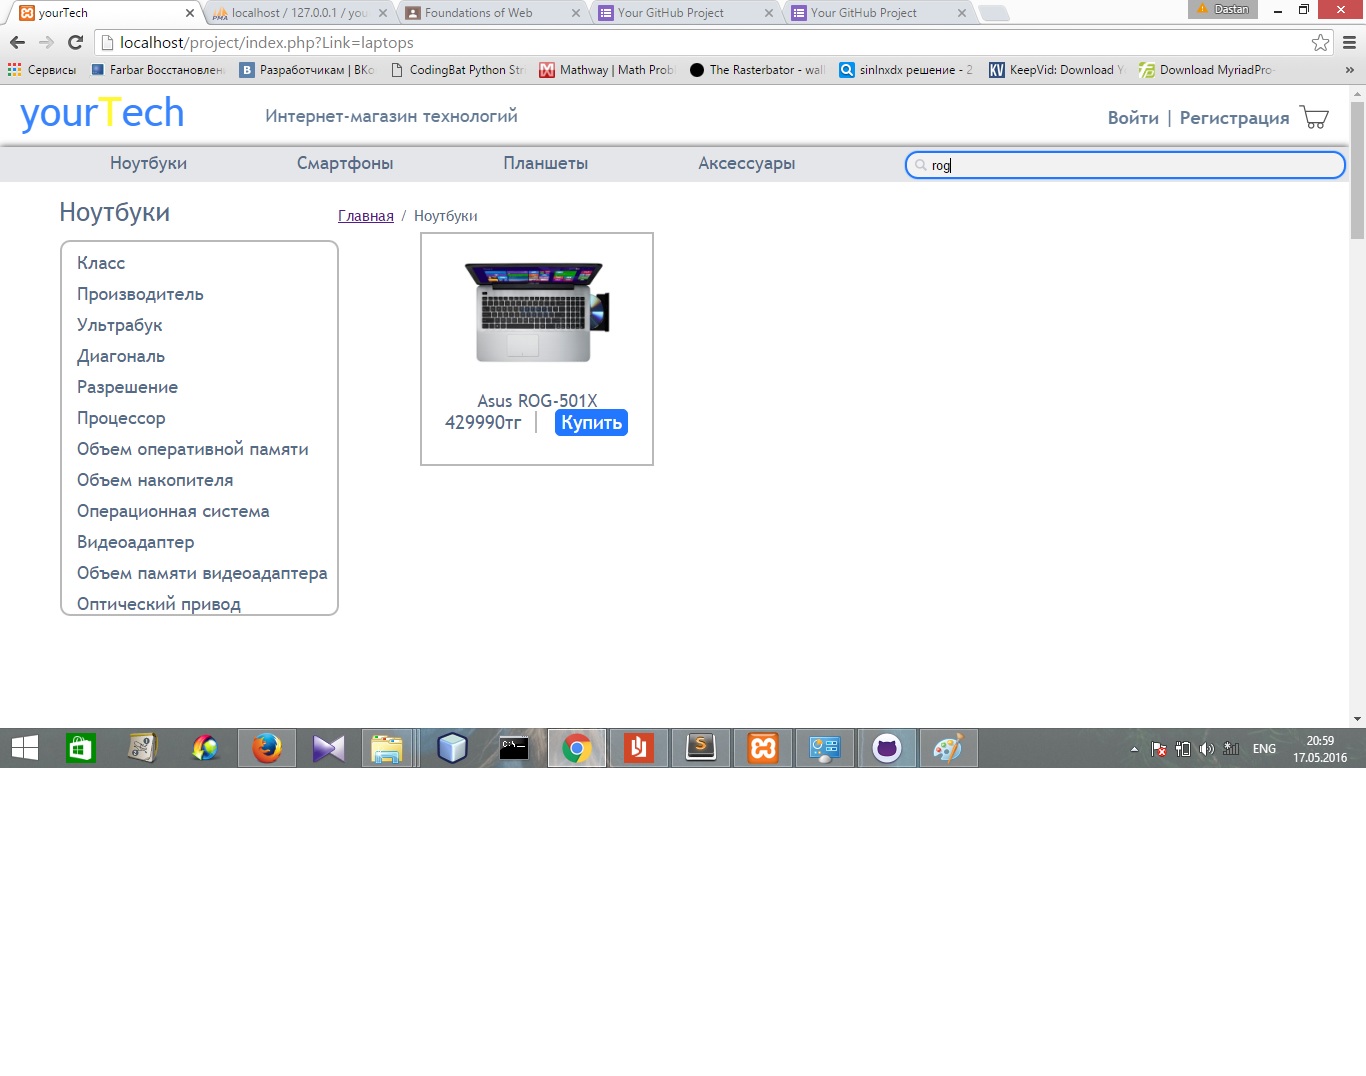 yourTech
localhost / 127.0.0.1 / you
Foundations of Web
Your GitHub Project
Your GitHub Project
Dastan
localhost/project/index.php?Link=laptops
Сервисы
Farbar Восстановлен
Разработчикам | ВКо
CodingBat Python Str
Mathway | Math Prob
The Rasterbator - wall
sinlnxdx решение - 2
KeepVid: Download Y
Download MyriadPro-
»
yourTech
Интернет-магазин технологий
Войти | Регистрация
Ноутбуки
Смартфоны
Планшеты
Аксессуары
rog
Ноутбуки
Главная / Ноутбуки
Класс
Производитель
Ультрабук
Диагональ
Разрешение
Процессор
Объем оперативной памяти
Объем накопителя
Операционная система
Видеоадаптер
Объем памяти видеоадаптера
Оптический привод
Asus ROG-501X
429990тг | Купить
ENG
20:59
17.05.2016